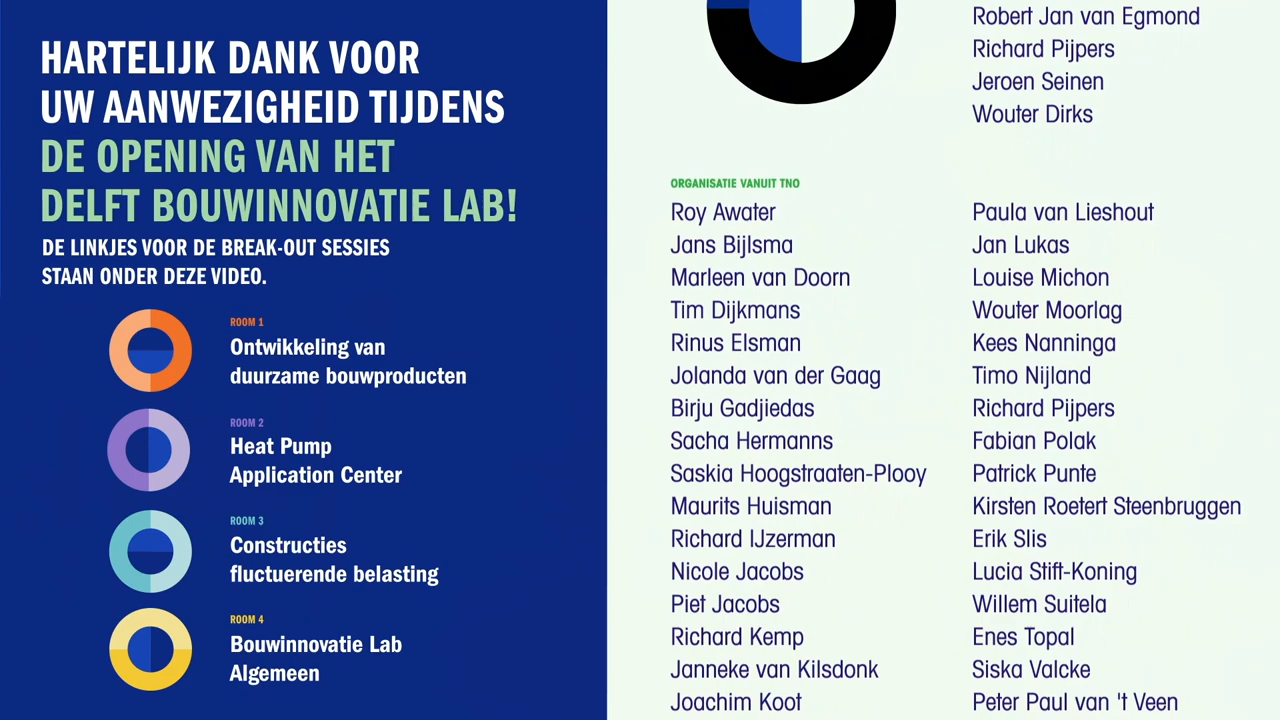 HARTELIJK DANK VOOR
UW AANWEZIGHEID TIJDENS
DE OPENING VAN HET
DELFT BOUWINNOVATIE LAB!
DE LINKJES VOOR DE BREAK-OUT SESSIES
STAAN ONDER DEZE VIDEO.
ROOM 1
Ontwikkeling van
duurzame bouwproducten
ROOM 2
Heat Pump
Application Center
ROOM 3
Constructies
fluctuerende belasting
ROOM 4
Bouwinnovatie Lab
Algemeen
Robert Jan van Egmond
Richard Pijpers
Jeroen Seinen
Wouter Dirks
ORGANISATIE VANUIT TNO
Roy Awater
Jans Bijlsma
Marleen van Doorn
Tim Dijkmans
Rinus Elsman
Jolanda van der Gaag
Birju Gadjiedas
Sacha Hermanns
Saskia Hoogstraaten-Plooy
Maurits Huisman
Richard IJzerman
Nicole Jacobs
Piet Jacobs
Richard Kemp
Janneke van Kilsdonk
Joachim Koot
Paula van Lieshout
Jan Lukas
Louise Michon
Wouter Moorlag
Kees Nanninga
Timo Nijland
Richard Pijpers
Fabian Polak
Patrick Punte
Kirsten Roetert Steenbruggen
Erik Slis
Lucia Stift-Koning
Willem Suitela
Enes Topal
Siska Valcke
Peter Paul van 't Veen